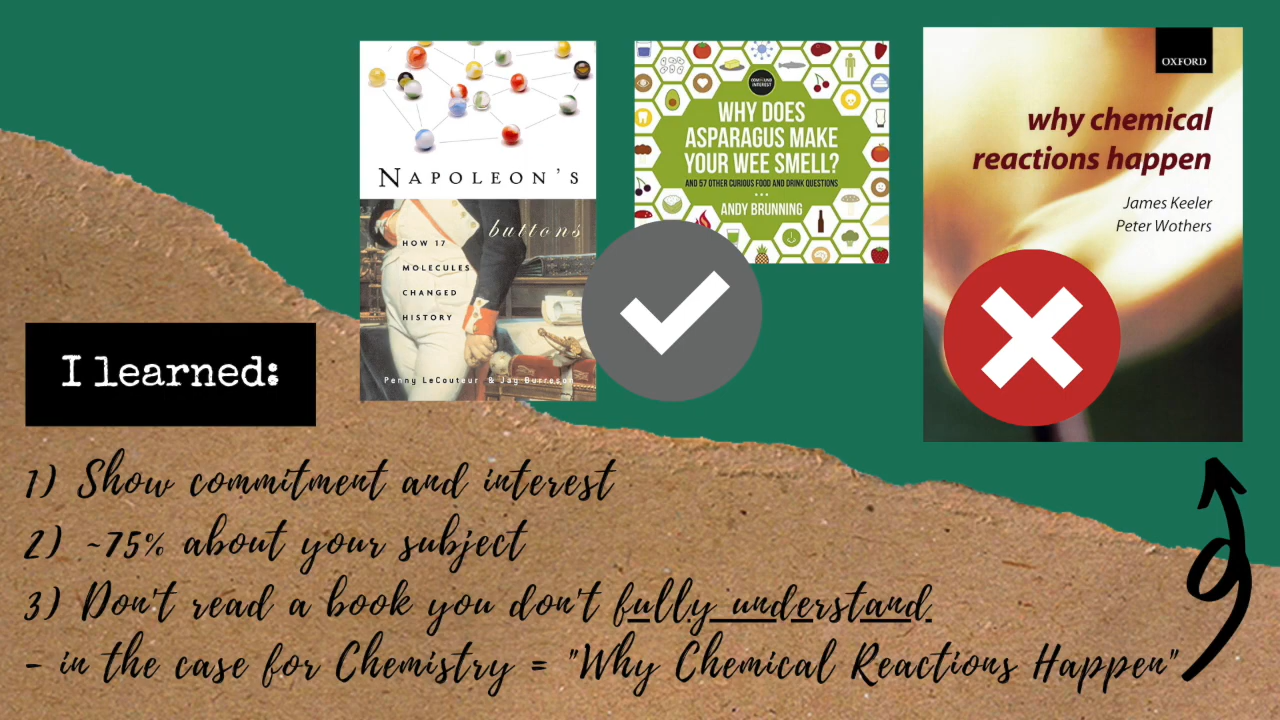 NAPOLEON'S
buttons
HOW 17
MOLECULES
CHANGED
HISTORY
Penny LeCouteur & Jay Burreson
COMPOUND
INTEREST
WHY DOES
ASPARAGUS MAKE
YOUR WEE SMELL?
AND 57 OTHER CURIOUS FOOD AND DRINK QUESTIONS
ANDY BRUNNING
OXFORD
why chemical
reactions happen
James Keeler
Peter Wothers
I learned:
1) Show commitment and interest
2) ~75% about your subject
3) Don't read a book you don't fully understand
- in the case for Chemistry = "Why Chemical Reactions Happen"